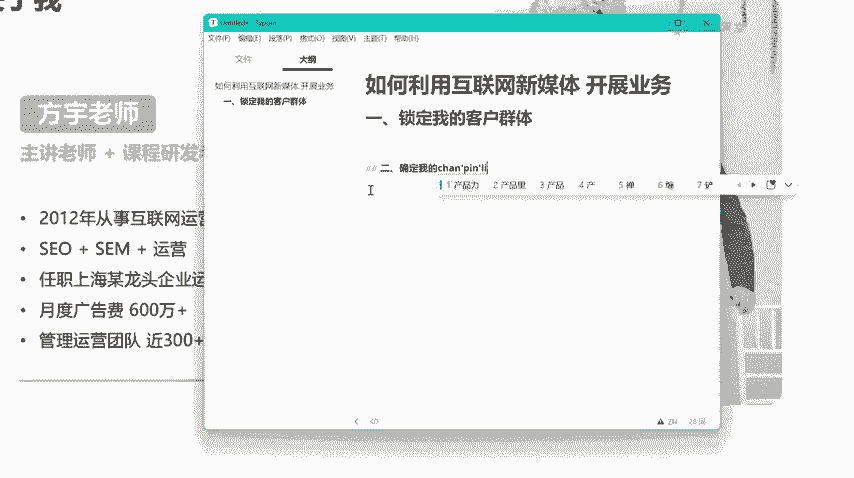 方宇老师
主讲老师 + 课程研发
• 2012年从事互联网运营
• SEO + SEM + 运营
• 任职上海某龙头企业运
• 月度广告费 600万+
• 管理运营团队 近300+
Untitled• - Typora
文件(F) 编辑(E) 段落(P) 格式(O) 视图(V) 主题(T) 帮助(H)
文件 大纲
如何利用互联网新媒体 开展业务
一、锁定我的客户群体
如何利用互联网新媒体 开展业务
一、锁定我的客户群体
## 二、确定我的chan'pin'li
1 产品力 2 产品里 3 产品 4 产 5 禅 6 缠 7 铲